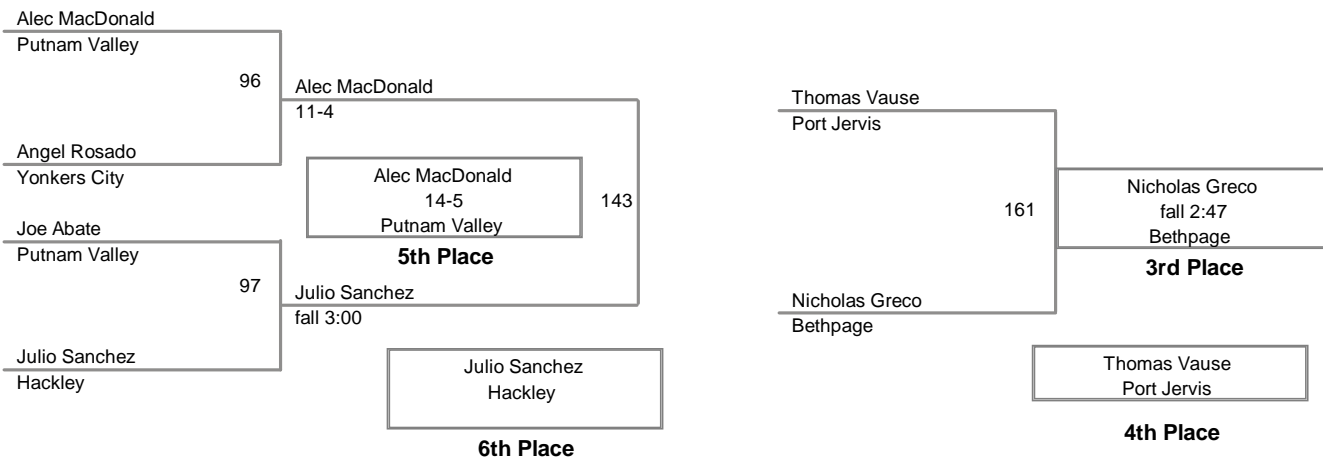 Alec MacDonald
Putnam Valley
96
Alec MacDonald
11-4
Angel Rosado
Yonkers City
Alec MacDonald
14-5
Putnam Valley
143
5th Place
Joe Abate
Putnam Valley
97
Julio Sanchez
fall 3:00
Julio Sanchez
Hackley
Julio Sanchez
Hackley
6th Place
Thomas Vause
Port Jervis
161
Nicholas Greco
fall 2:47
Bethpage
3rd Place
Nicholas Greco
Bethpage
Thomas Vause
Port Jervis
4th Place